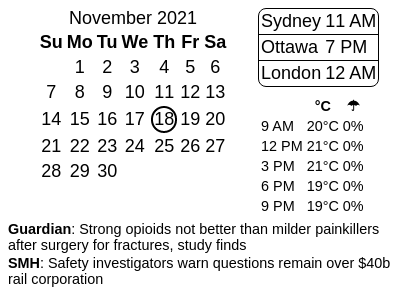 November 2021
Su Mo Tu We Th Fr Sa
1 2 3 4 5 6
7 8 9 10 11 12 13
14 15 16 17 18 19 20
21 22 23 24 25 26 27
28 29 30
Sydney 11 AM
Ottawa 7 PM
London 12 AM
°C ☂
9 AM 20°C 0%
12 PM 21°C 0%
3 PM 21°C 0%
6 PM 19°C 0%
9 PM 19°C 0%
Guardian: Strong opioids not better than milder painkillers
after surgery for fractures, study finds
SMH: Safety investigators warn questions remain over $40b
rail corporation